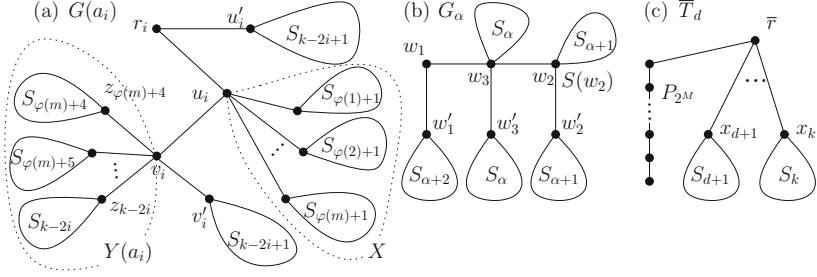 (a) G(a_i)
r_i
u'_i
S_{k−2i+1}
S_{φ(m)+4}
z_{φ(m)+4}
u_i
S_{φ(1)+1}
S_{φ(m)+5}
S_{φ(2)+1}
...
v_i
...
z_{k−2i}
S_{k−2i}
v'_i
S_{φ(m)+1}
S_{k−2i+1}
Y(a_i)
X
(b) G_α
S_α
S_{α+1}
w_1
w_3
w_2
S(w_2)
w'_1
w'_3
w'_2
S_{α+2}
S_α
S_{α+1}
(c) T̅_d
r̅
P_{2^M}
...
x_{d+1}
x_k
S_{d+1}
S_k